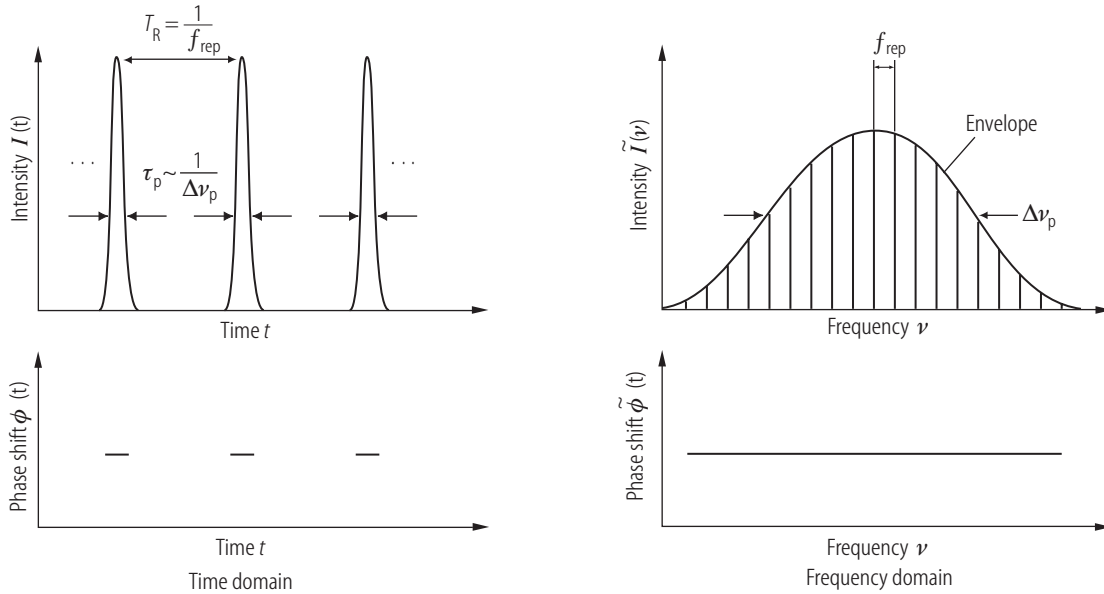 T_R = 1/f_rep
Intensity I (t)
. . .
. . .
τ_p ~ 1/Δν_p
Time t
Phase shift ϕ (t)
Time t
Time domain
f_rep
Envelope
Intensity Ĩ(ν)
Δν_p
Frequency ν
Phase shift ϕ̃ (t)
Frequency ν
Frequency domain